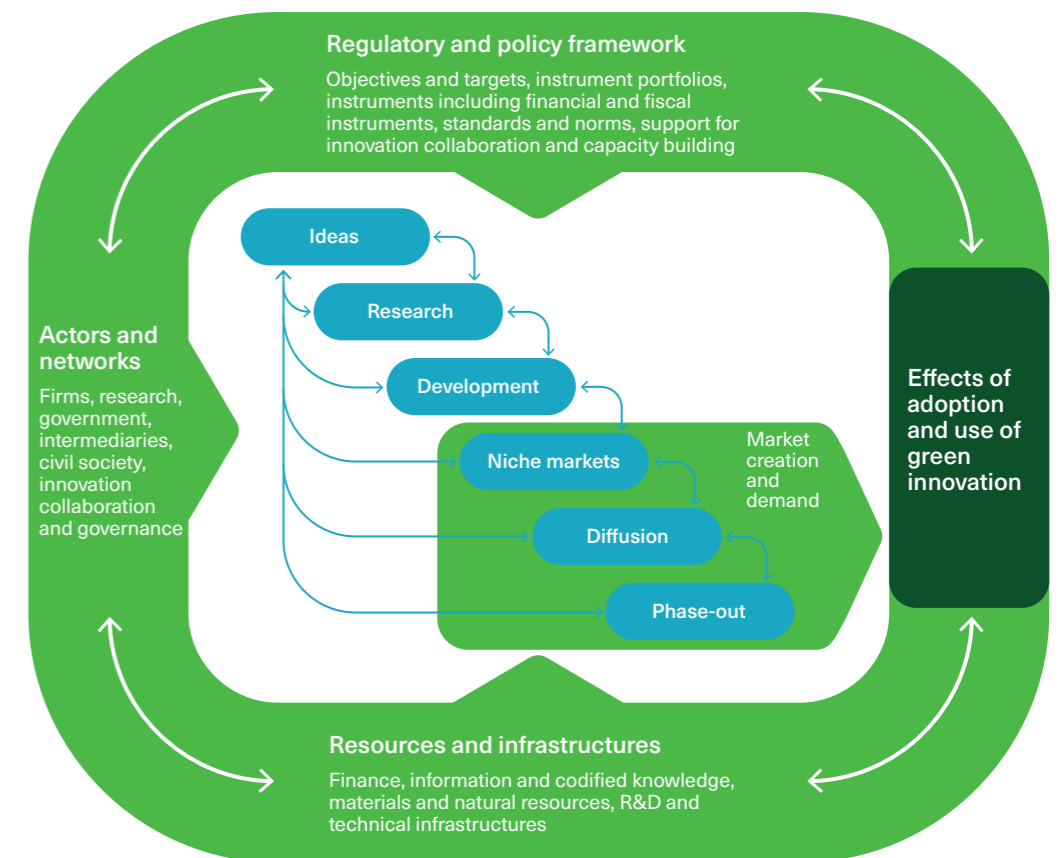 Regulatory and policy framework
Objectives and targets, instrument portfolios,
instruments including financial and fiscal
instruments, standards and norms, support for
innovation collaboration and capacity building
Ideas
Research
Development
Niche markets
Diffusion
Phase-out
Market
creation
and
demand
Actors and
networks
Firms, research,
government,
intermediaries,
civil society,
innovation
collaboration
and governance
Effects of
adoption
and use of
green
innovation
Resources and infrastructures
Finance, information and codified knowledge,
materials and natural resources, R&D and
technical infrastructures